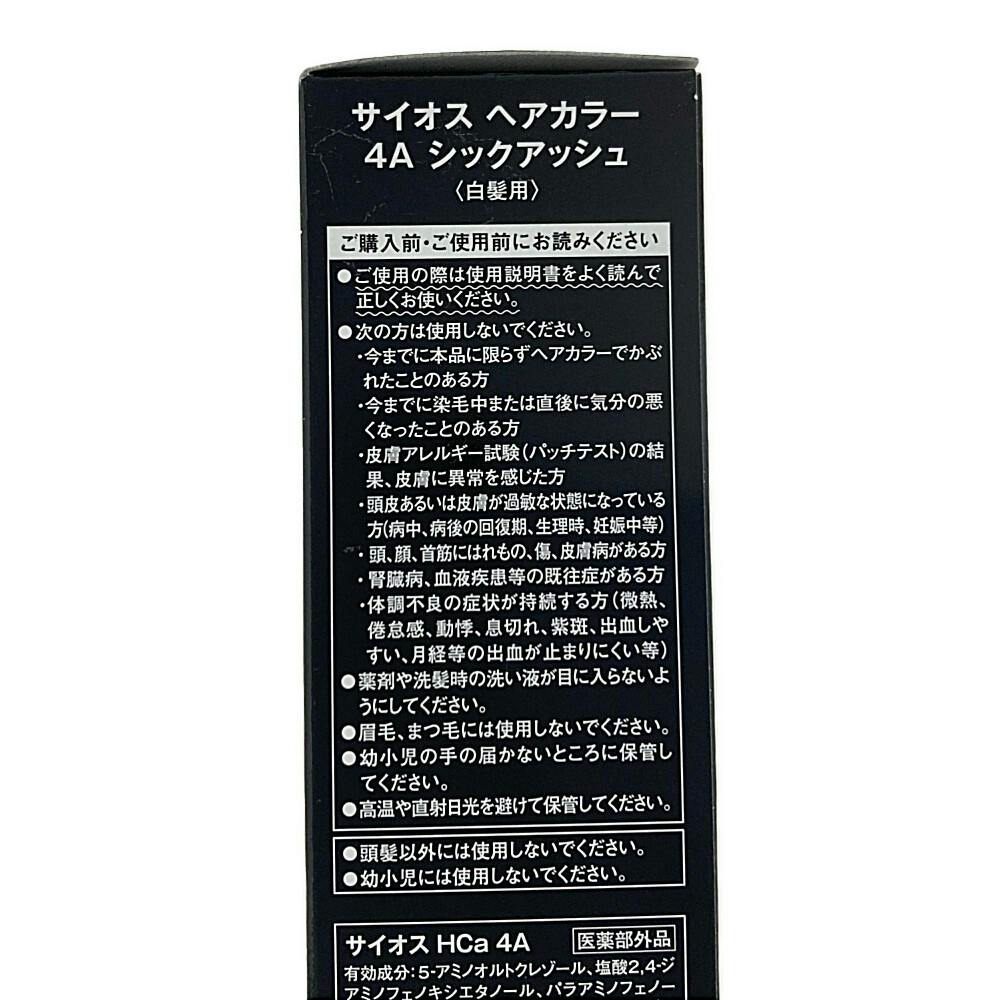 サイオス ヘアカラー
4A シックアッシュ
〈白髪用〉
ご購入前・ご使用前にお読みください
●ご使用の際は使用説明書をよく読んで
正しくお使いください。
●次の方は使用しないでください。
・今までに本品に限らずヘアカラーでかぶ
れたことのある方
・今までに染毛中または直後に気分の悪
くなったことのある方
・皮膚アレルギー試験(パッチテスト)の結
果、皮膚に異常を感じた方
・頭皮あるいは皮膚が過敏な状態になっている
方(病中、病後の回復期、生理時、妊娠中等)
・頭、顔、首筋にはれもの、傷、皮膚病がある方
・腎臓病、血液疾患等の既往症がある方
・体調不良の症状が持続する方(微熱、
倦怠感、動悸、息切れ、紫斑、出血しや
すい、月経等の出血が止まりにくい等)
●薬剤や洗髪時の洗い液が目に入らないよ
うにしてください。
●眉毛、まつ毛には使用しないでください。
●幼小児の手の届かないところに保管し
てください。
●高温や直射日光を避けて保管してください。
●頭髪以外には使用しないでください。
●幼小児には使用しないでください。
サイオス HCa 4A 医薬部外品
有効成分:5-アミノオルトクレゾール、塩酸2,4-ジ
アミノフェノキシエタノール、パラアミノフェノー